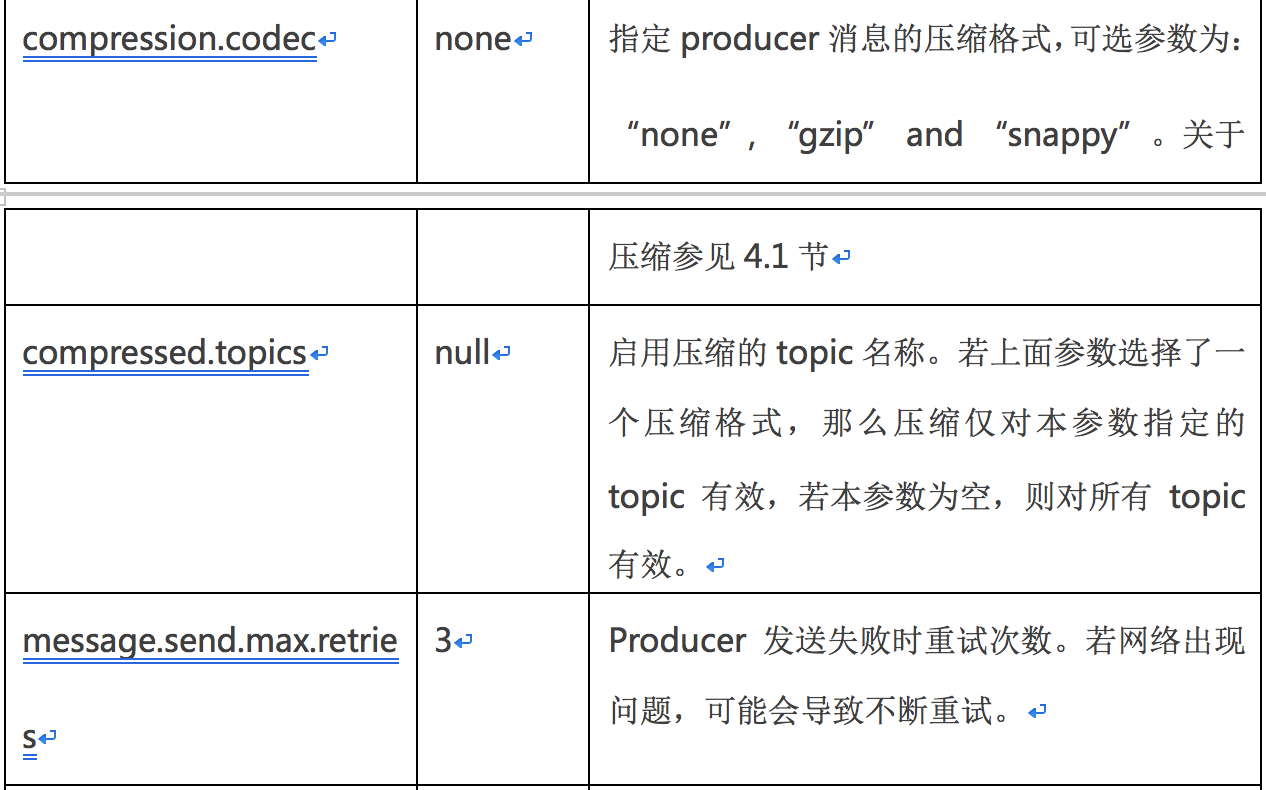 compression.codec
none
指定 producer 消息的压缩格式,可选参数为:
“none”, “gzip” and “snappy” 。关于
压缩参见 4.1 节
compressed.topics
null
启用压缩的 topic 名称。若上面参数选择了一
个压缩格式，那么压缩仅对本参数指定的
topic 有效，若本参数为空，则对所有 topic
有效。
message.send.max.retrie
s
3
Producer 发送失败时重试次数。若网络出现
问题，可能会导致不断重试。